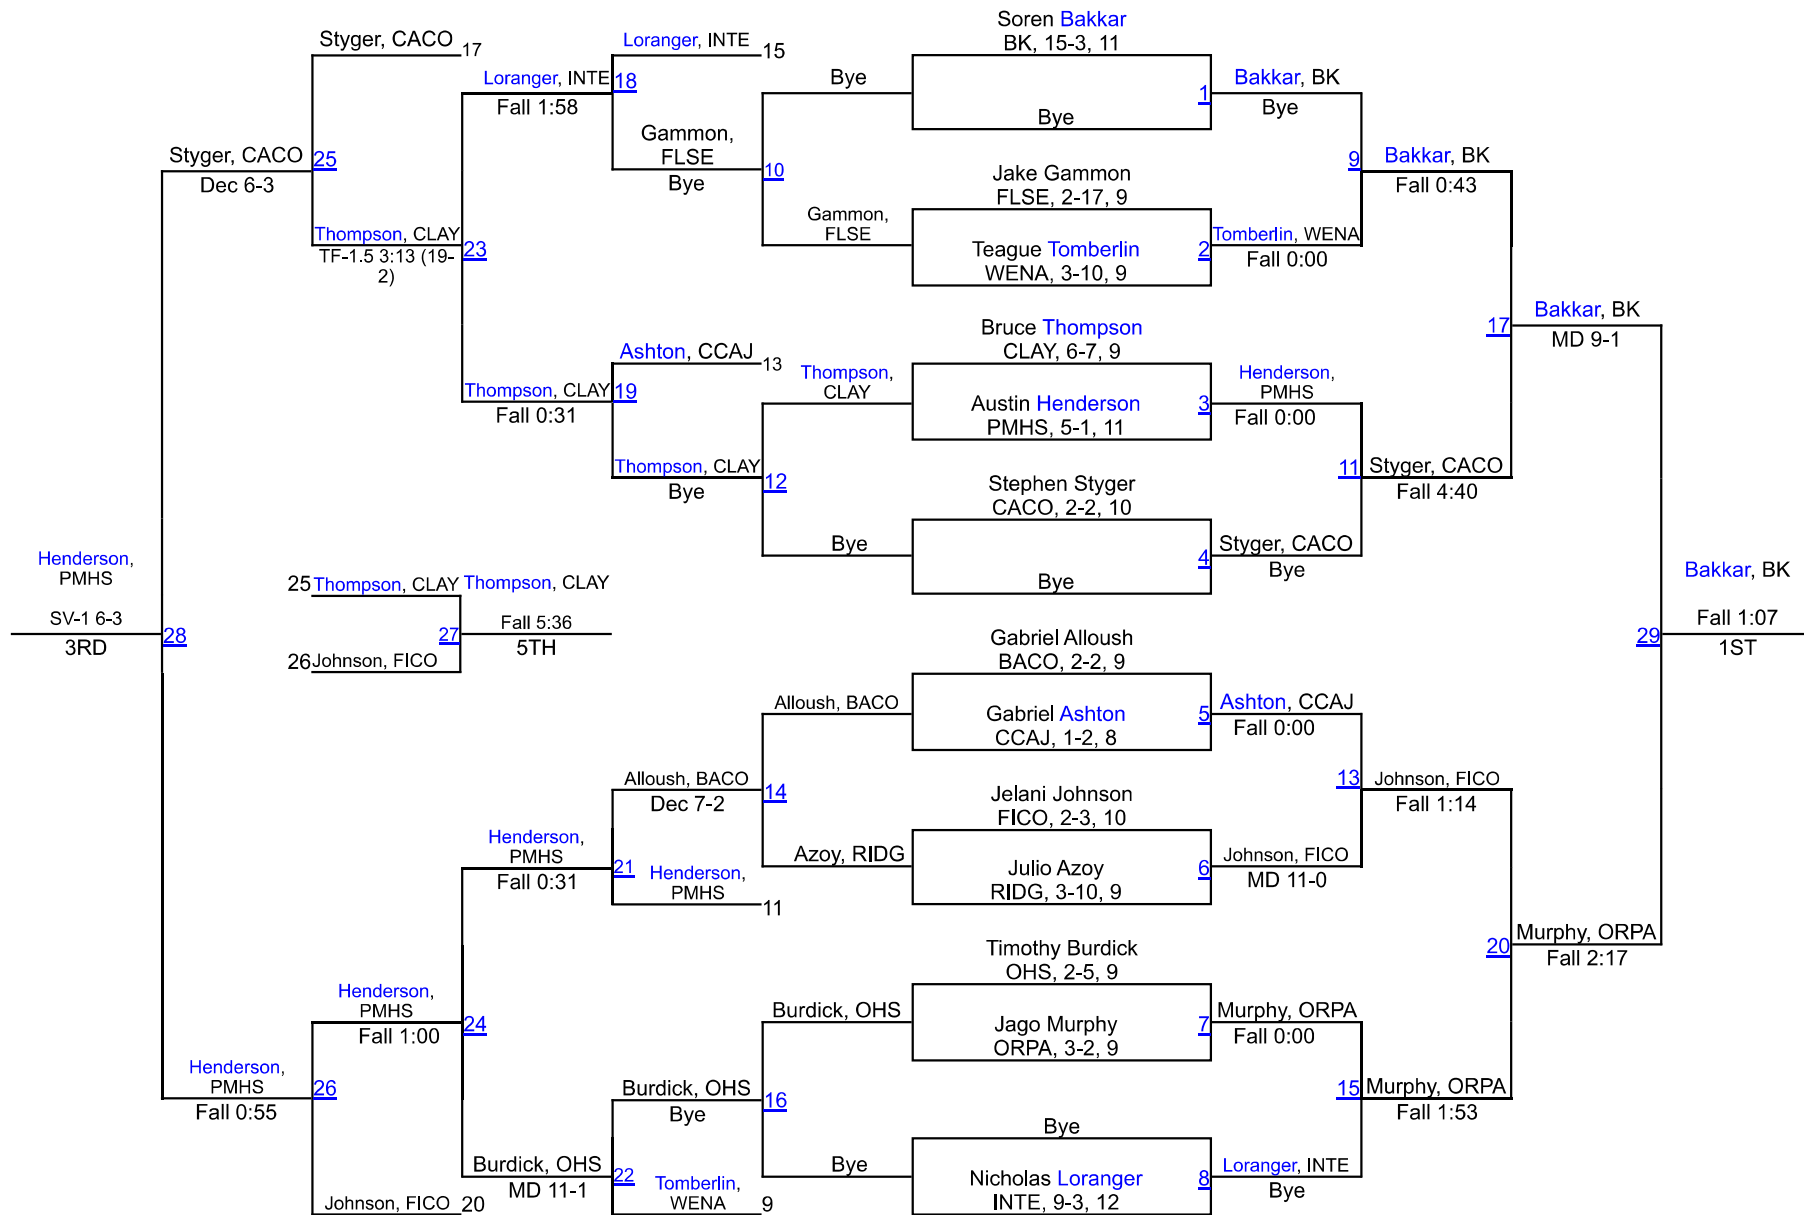 Soren Bakkar
BK, 15-3, 11
Styger, CACO
17
Loranger, INTE
15
Loranger, INTE
18
Fall 1:58
Bye
1
Bakkar, BK
Bye
Bye
Gammon,
FLSE
Bye
10
Styger, CACO
25
Dec 6-3
Jake Gammon
FLSE, 2-17, 9
9
Bakkar, BK
Fall 0:43
Gammon,
FLSE
Thompson, CLAY
23
TF-1.5 3:13 (19-
2)
Teague Tomberlin
WENA, 3-10, 9
2
Tomberlin, WENA
Fall 0:00
17
Bakkar, BK
MD 9-1
Bruce Thompson
CLAY, 6-7, 9
Ashton, CCAJ
13
Thompson, CLAY
19
Fall 0:31
Thompson,
CLAY
Austin Henderson
PMHS, 5-1, 11
3
Henderson,
PMHS
Fall 0:00
Thompson, CLAY
12
Bye
Stephen Styger
CACO, 2-2, 10
11
Styger, CACO
Fall 4:40
Bye
4
Styger, CACO
Bye
Bye
Henderson,
PMHS
SV-1 6-3
3RD
28
25
Thompson, CLAY
Thompson, CLAY
27
Fall 5:36
5TH
26
Johnson, FICO
29
Bakkar, BK
Fall 1:07
1ST
Gabriel Alloush
BACO, 2-2, 9
Alloush, BACO
Gabriel Ashton
CCAJ, 1-2, 8
5
Ashton, CCAJ
Fall 0:00
Alloush, BACO
14
Dec 7-2
Jelani Johnson
FICO, 2-3, 10
13
Johnson, FICO
Fall 1:14
Henderson,
PMHS
Fall 0:31
21
Azoy, RIDG
Julio Azoy
RIDG, 3-10, 9
6
Johnson, FICO
MD 11-0
Henderson,
PMHS
11
Timothy Burdick
OHS, 2-5, 9
20
Murphy, ORPA
Fall 2:17
Henderson,
PMHS
Fall 1:00
24
Burdick, OHS
Jago Murphy
ORPA, 3-2, 9
7
Murphy, ORPA
Fall 0:00
Henderson,
PMHS
Fall 0:55
26
Burdick, OHS
16
Bye
15
Murphy, ORPA
Fall 1:53
Bye
Burdick, OHS
22
MD 11-1
Bye
Nicholas Loranger
INTE, 9-3, 12
8
Loranger, INTE
Bye
Tomberlin,
WENA
9
Johnson, FICO
20